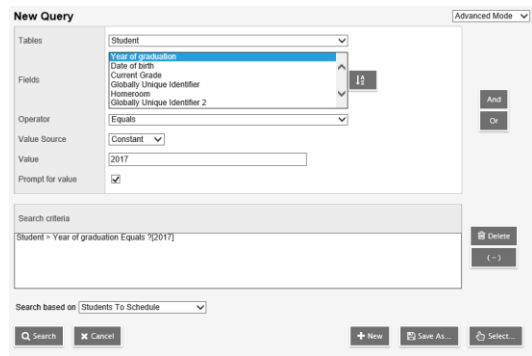 New Query
Advanced Mode
Tables
Student
Fields
Year of graduation
Date of birth
Current Grade
Globally Unique Identifier
Homeroom
Globally Unique Identifier 2
And
Or
Operator
Equals
Value Source
Constant
Value
2017
Prompt for value
Search criteria
Student > Year of graduation Equals ?[2017]
Delete
( ~ )
Search based on Students To Schedule
Search
Cancel
New
Save As...
Select...